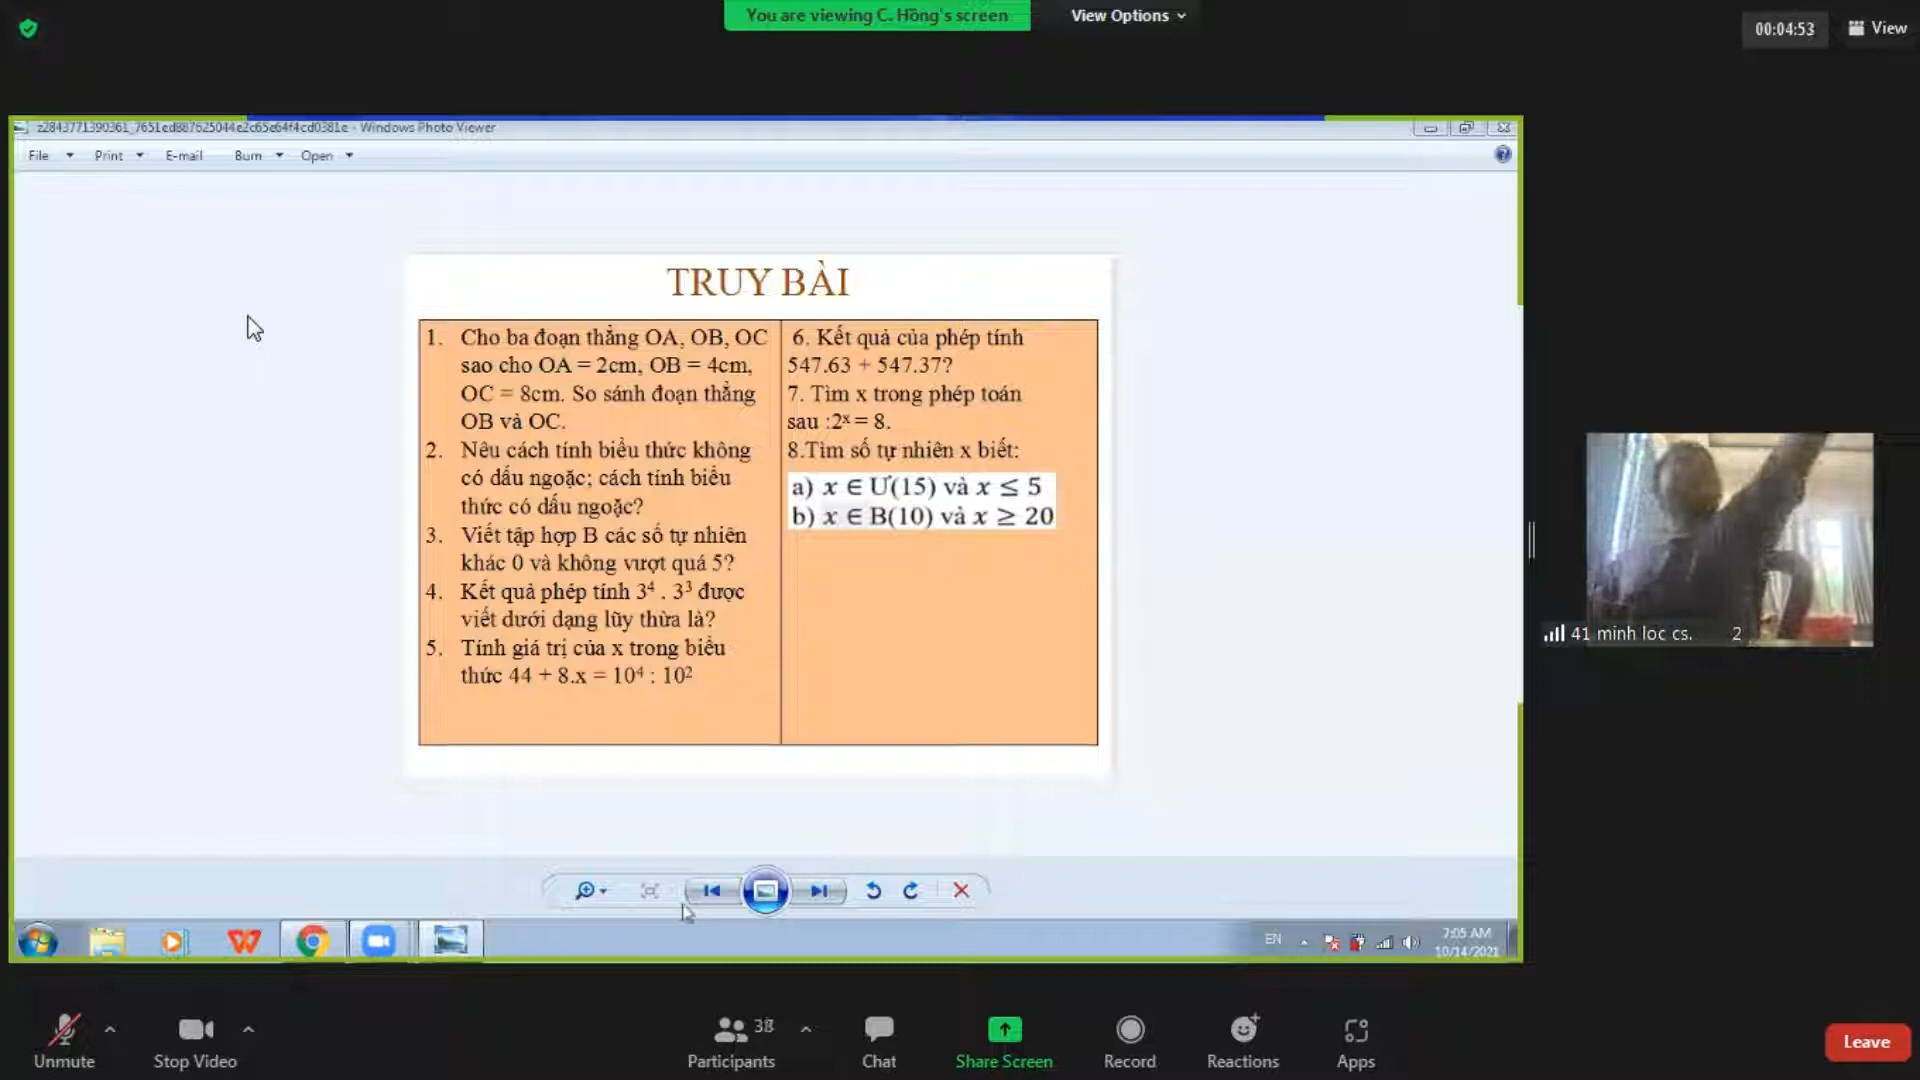 You are viewing C. Hồng's screen
View Options
00:04:53
View
z2843771390361_7651ed887625044e2c65e64f4cd0381e - Windows Photo Viewer
File Print E-mail Burn Open
TRUY BÀI
1. Cho ba đoạn thẳng OA, OB, OC
sao cho OA = 2cm, OB = 4cm,
OC = 8cm. So sánh đoạn thẳng
OB và OC.
2. Nêu cách tính biểu thức không
có dấu ngoặc; cách tính biểu
thức có dấu ngoặc?
3. Viết tập hợp B các số tự nhiên
khác 0 và không vượt quá 5?
4. Kết quả phép tính 3⁴ . 3³ được
viết dưới dạng lũy thừa là?
5. Tính giá trị của x trong biểu
thức 44 + 8.x = 10⁴ : 10²
6. Kết quả của phép tính
547.63 + 547.37?
7. Tìm x trong phép toán
sau :2ˣ = 8.
8.Tìm số tự nhiên x biết:
a) x ∈ Ư(15) và x ≤ 5
b) x ∈ B(10) và x ≥ 20
41 minh loc cs. 2
EN
7:05 AM
10/14/2021
Unmute
Stop Video
38
Participants
Chat
Share Screen
Record
Reactions
Apps
Leave